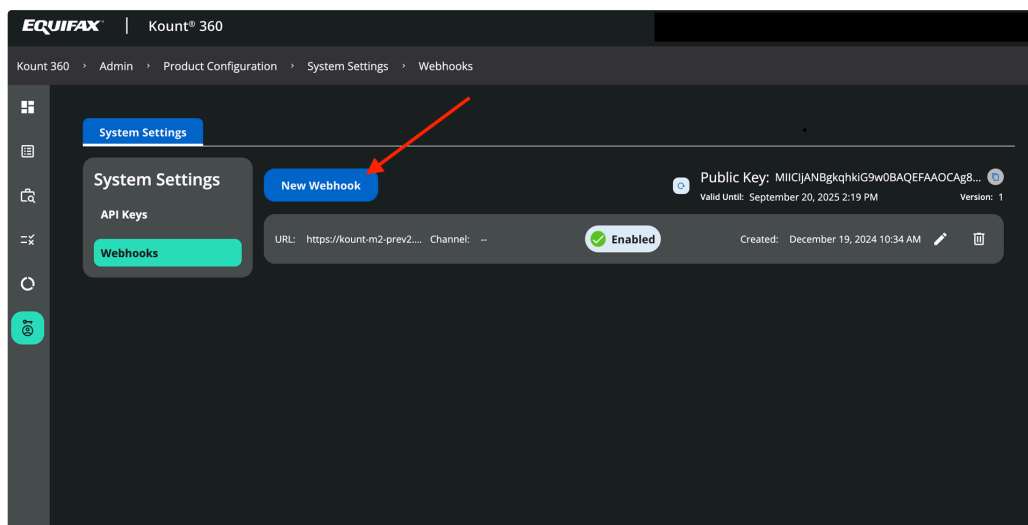 EQUIFAX | Kount® 360
Kount 360 › Admin › Product Configuration › System Settings › Webhooks
System Settings
System Settings
API Keys
Webhooks
New Webhook
Public Key: MIICIjANBgkqhkiG9w0BAQEFAAOCAg8...
Valid Until: September 20, 2025 2:19 PM Version: 1
URL: https://kount-m2-prev2.... Channel: -- Enabled Created: December 19, 2024 10:34 AM